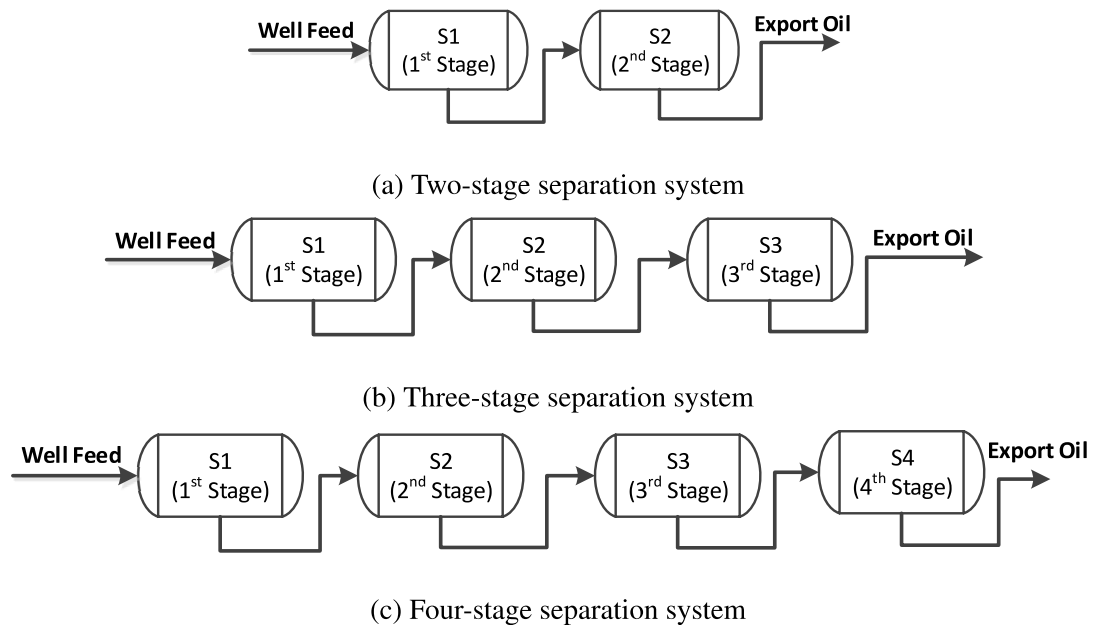 Well Feed
S1
(1st Stage)
S2
(2nd Stage)
Export Oil
(a) Two-stage separation system
Well Feed
S1
(1st Stage)
S2
(2nd Stage)
S3
(3rd Stage)
Export Oil
(b) Three-stage separation system
Well Feed
S1
(1st Stage)
S2
(2nd Stage)
S3
(3rd Stage)
S4
(4th Stage)
Export Oil
(c) Four-stage separation system